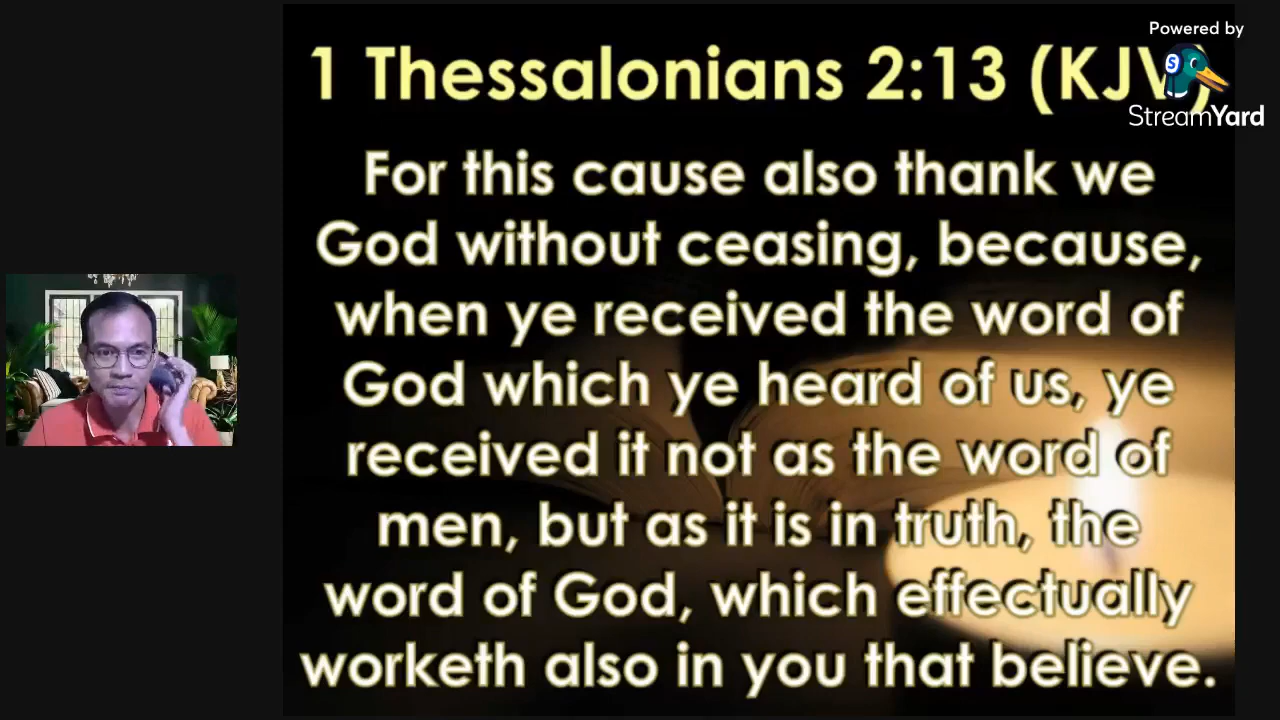 1 Thessalonians 2:13 (KJV)
Powered by
S
StreamYard
For this cause also thank we
God without ceasing, because,
when ye received the word of
God which ye heard of us, ye
received it not as the word of
men, but as it is in truth, the
word of God, which effectually
worketh also in you that believe.